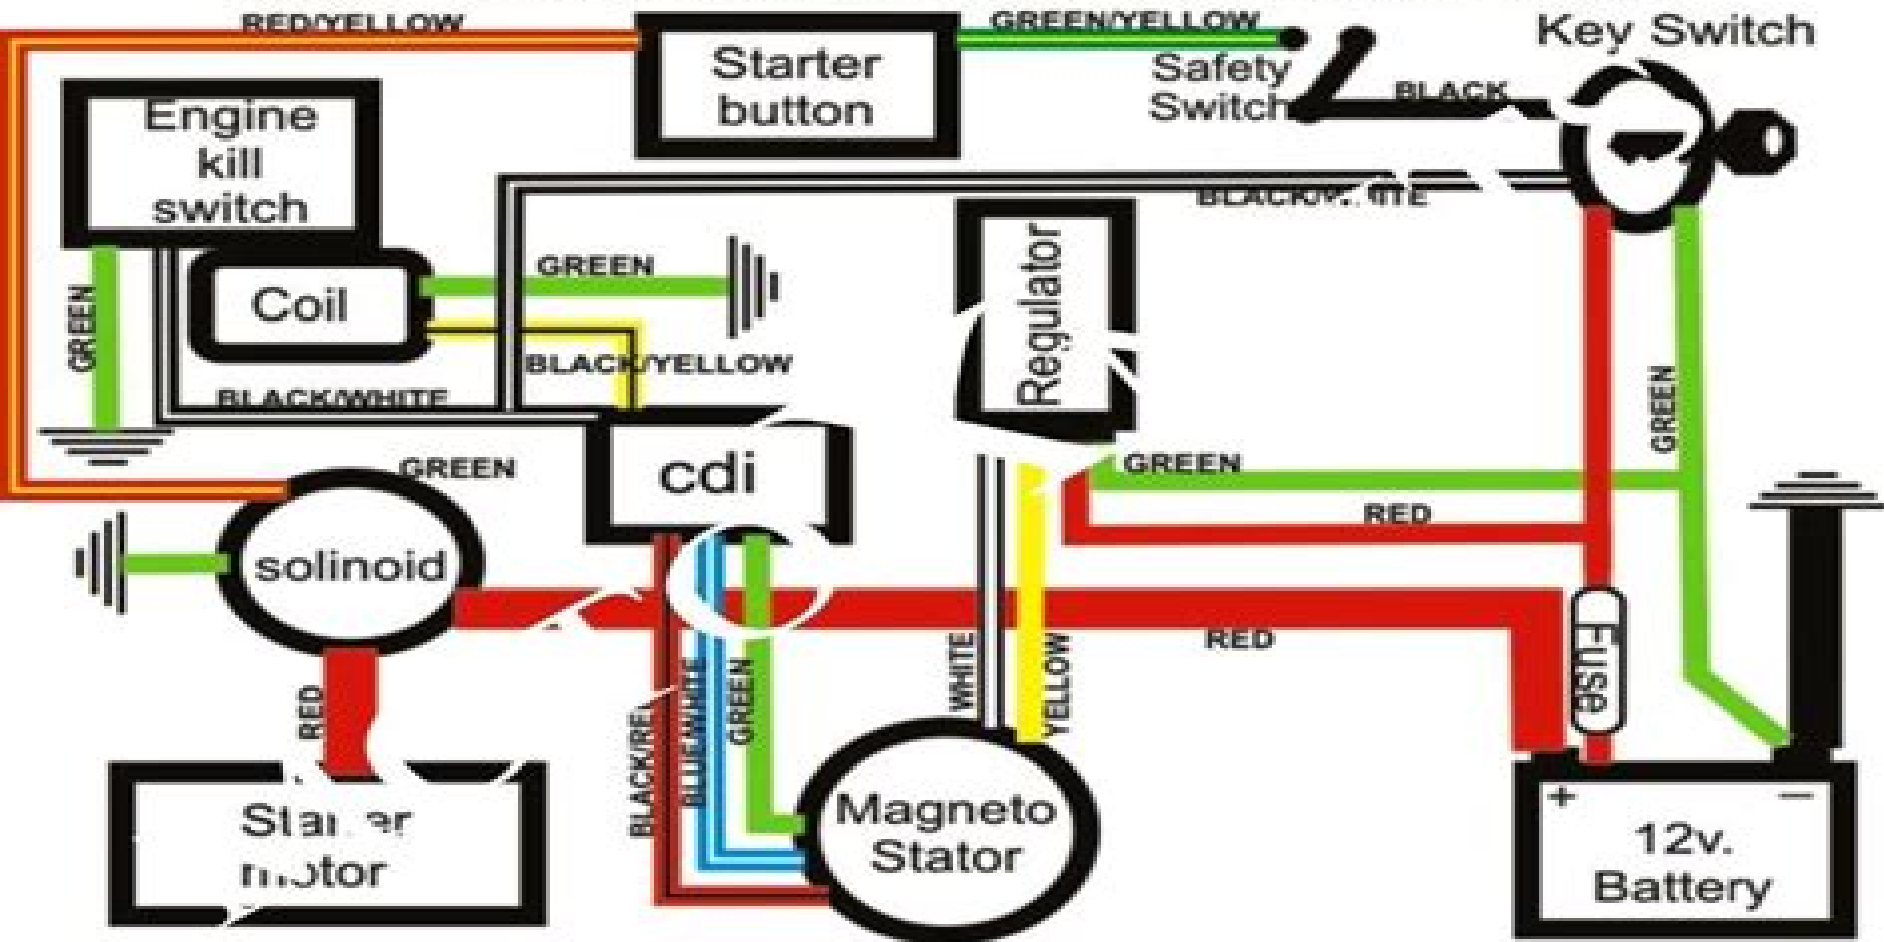 RED/YELLOW
GREEN/YELLOW
Key Switch
Starter
button
Safety
Switch
BLACK
Engine
kill
switch
GREEN
Coil
GREEN
BLACK/YELLOW
BLACK/WHITE
Regulator
GREEN
cdi
GREEN
GREEN
RED
solinoid
RED
Fuse
RED
BLUE/WHITE
GREEN
WHITE
YELLOW
motor
Magneto
Stator
+
—
12v.
Battery